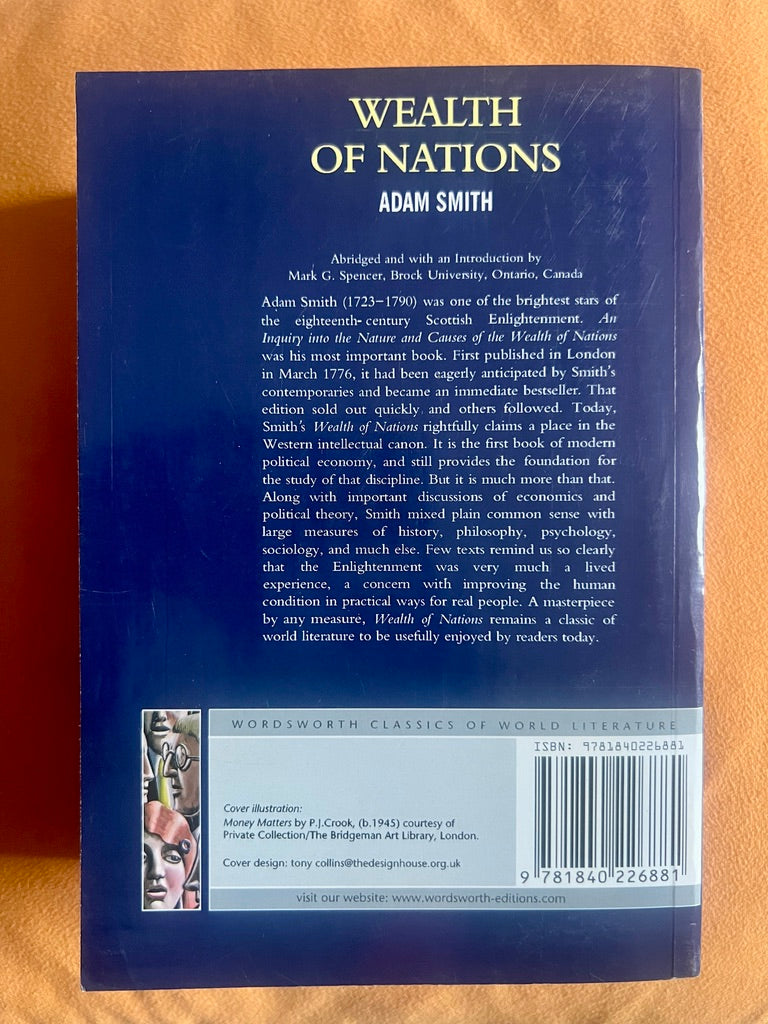 WEALTH
OF NATIONS
ADAM SMITH
Abridged and with an Introduction by
Mark G. Spencer, Brock University, Ontario, Canada
Adam Smith (1723–1790) was one of the brightest stars of
the eighteenth-century Scottish Enlightenment. An
Inquiry into the Nature and Causes of the Wealth of Nations
was his most important book. First published in London
in March 1776, it had been eagerly anticipated by Smith's
contemporaries and became an immediate bestseller. That
edition sold out quickly and others followed. Today,
Smith's Wealth of Nations rightfully claims a place in the
Western intellectual canon. It is the first book of modern
political economy, and still provides the foundation for
the study of that discipline. But it is much more than that.
Along with important discussions of economics and
political theory, Smith mixed plain common sense with
large measures of history, philosophy, psychology,
sociology, and much else. Few texts remind us so clearly
that the Enlightenment was very much a lived
experience, a concern with improving the human
condition in practical ways for real people. A masterpiece
by any measure, Wealth of Nations remains a classic of
world literature to be usefully enjoyed by readers today.
WORDSWORTH CLASSICS OF WORLD LITERATURE
ISBN: 9781840226881
Cover illustration:
Money Matters by P.J.Crook, (b.1945) courtesy of
Private Collection/The Bridgeman Art Library, London.
Cover design: tony collins@thedesignhouse.org.uk
9 781840 226881
visit our website: www.wordsworth-editions.com